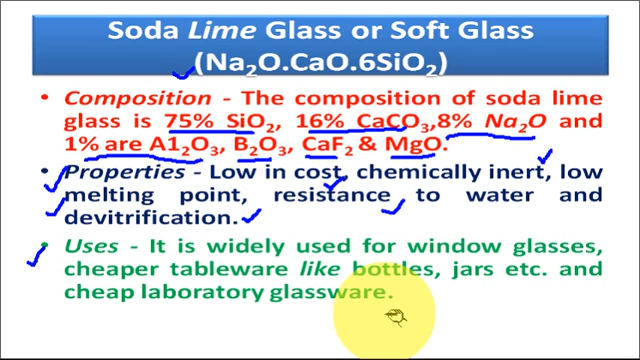 Soda Lime Glass or Soft Glass
(Na₂O.CaO.6SiO₂)
• Composition - The composition of soda lime
glass is 75% SiO₂, 16% CaCO₃,8% Na₂O and
1% are A1₂O₃, B₂O₃, CaF₂ & MgO.
• Properties - Low in cost, chemically inert, low
melting point, resistance to water and
devitrification.
• Uses - It is widely used for window glasses,
cheaper tableware like bottles, jars etc. and
cheap laboratory glassware.